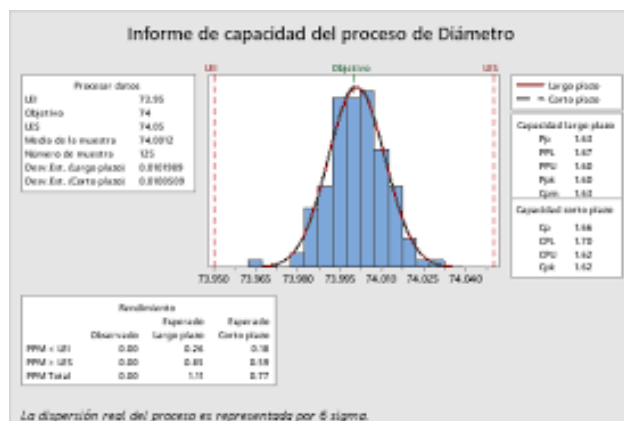 Informe de capacidad del proceso de Diámetro
LEI Objetivo LES
Procesar datos
LEI 73.95
Objetivo 74
LES 74.05
Media de la muestra 74.0012
Número de muestra 125
Desv.Est. (Largo plazo) 0.0101989
Desv.Est. (Corto plazo)
Largo plazo
Corto plazo
Capacidad largo plazo
Pp 1.63
PPL 1.67
PPU 1.60
Ppk 1.60
Cpm 1.63
Capacidad corto plazo
Cp 1.66
CPL 1.70
CPU 1.62
Cpk 1.62
73.950 73.965 73.980 73.995 74.010 74.025 74.040
Rendimiento
Esperado Esperado
Observado Largo plazo Corto plazo
PPM < LEI 0.00 0.26 0.18
PPM > LES 0.00 0.85 0.59
PPM Total 0.00 1.11 0.77
La dispersión real del proceso es representada por 6 sigma.